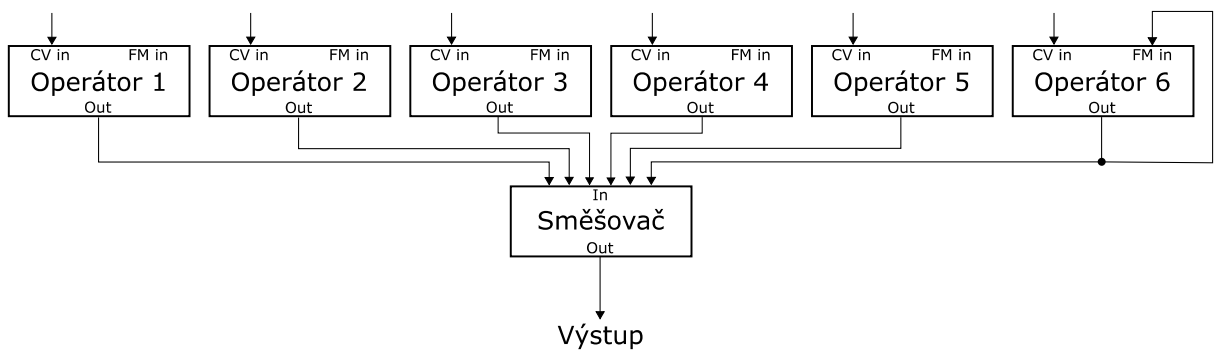 CV in FM in CV in FM in CV in FM in CV in FM in CV in FM in CV in FM in
Operátor 1 Operátor 2 Operátor 3 Operátor 4 Operátor 5 Operátor 6
Out Out Out Out Out Out
In
Směšovač
Out
Výstup